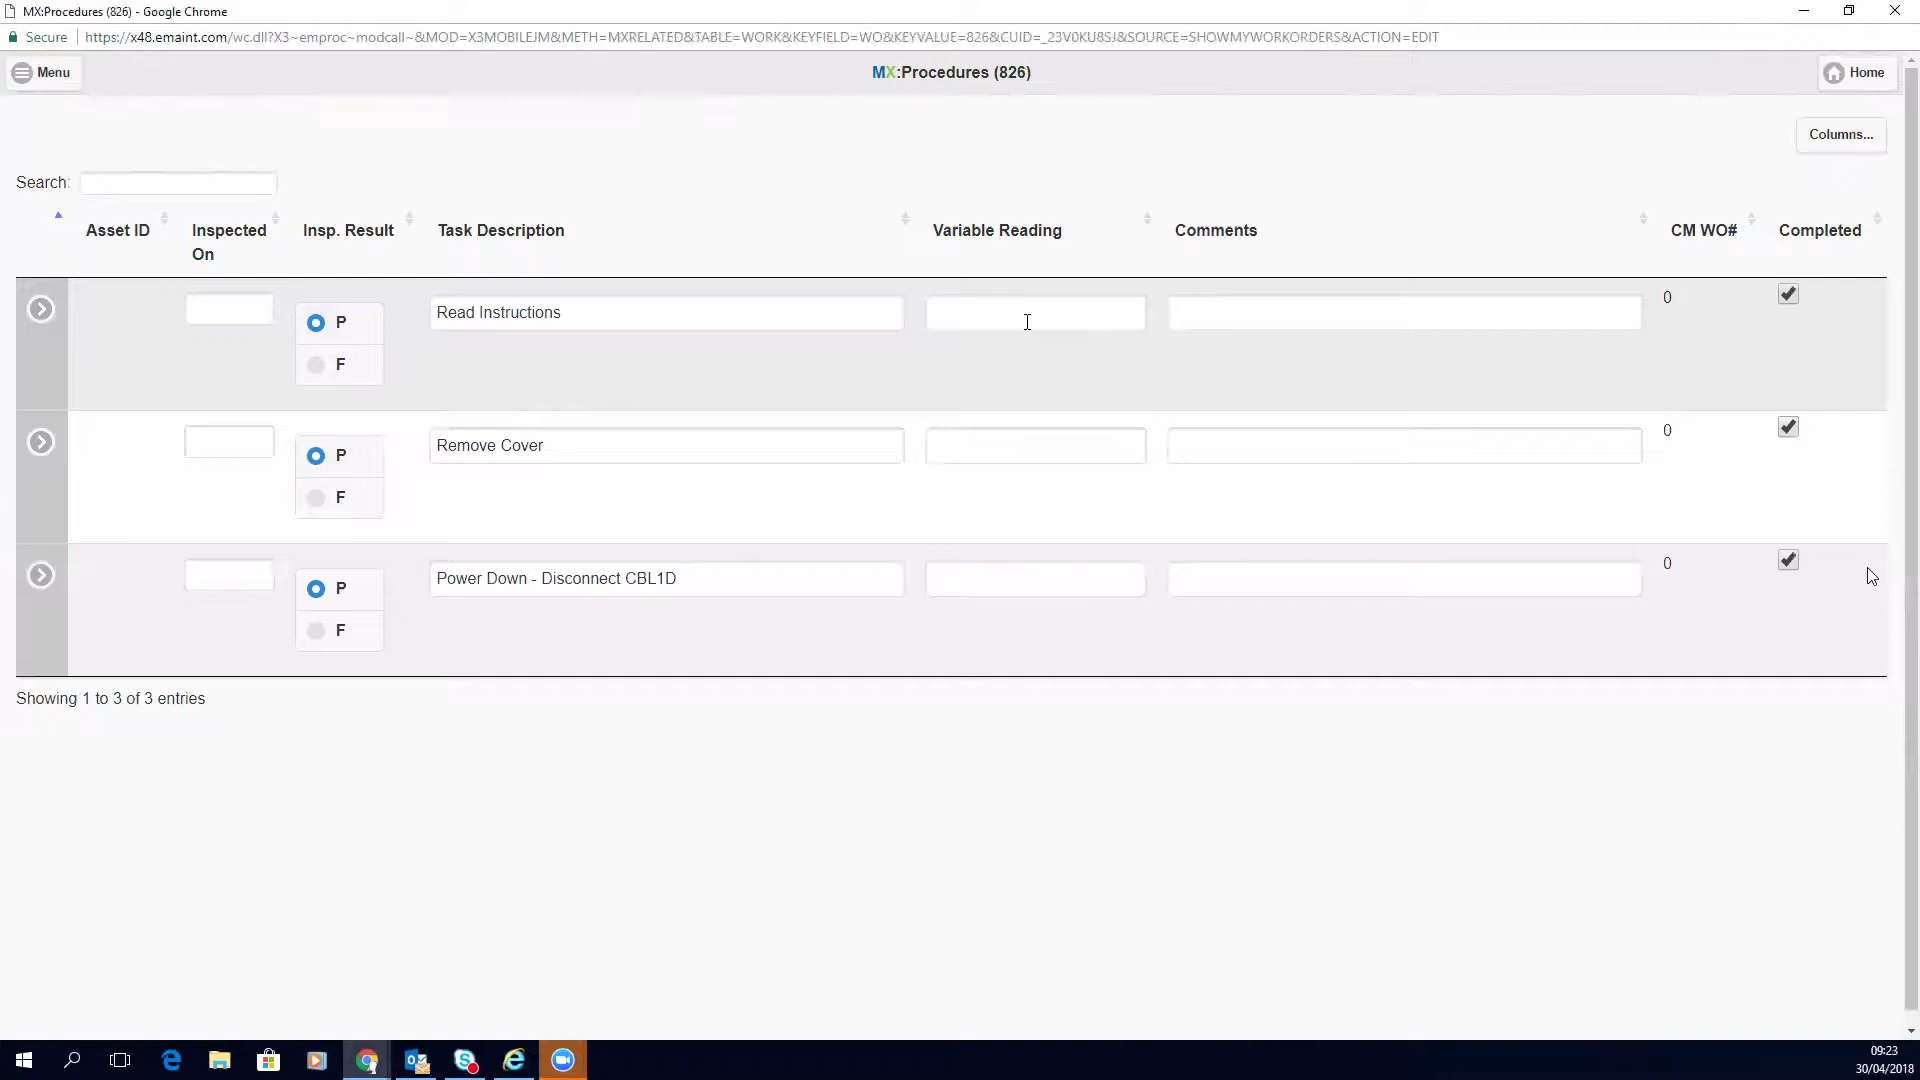 MX:Procedures (826) - Google Chrome
Secure https://x48.emaint.com/wc.dll?X3~emproc~modcall~&MOD=X3MOBILEJM&METH=MXRELATED&TABLE=WORK&KEYFIELD=WO&KEYVALUE=826&CUID=_23V0KU8SJ&SOURCE=SHOWMYWORKORDERS&ACTION=EDIT
Menu MX:Procedures (826) Home
Columns...
Search:
Asset ID Inspected On Insp. Result Task Description Variable Reading Comments CM WO# Completed
P Read Instructions 0
F
P Remove Cover 0
F
P Power Down - Disconnect CBL1D 0
F
Showing 1 to 3 of 3 entries
09:23
30/04/2018